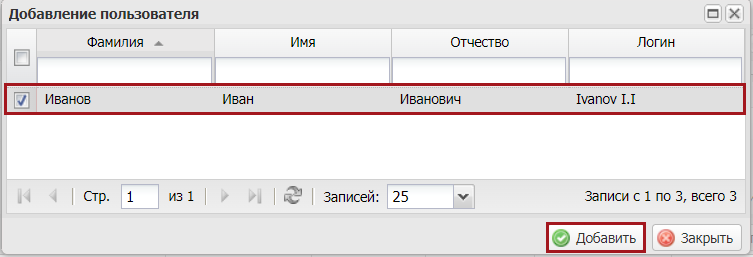 Добавление пользователя
Фамилия Имя Отчество Логин
Иванов Иван Иванович Ivanov I.I
Стр. 1 из 1 Записей: 25 Записи с 1 по 3, всего 3
Добавить Закрыть